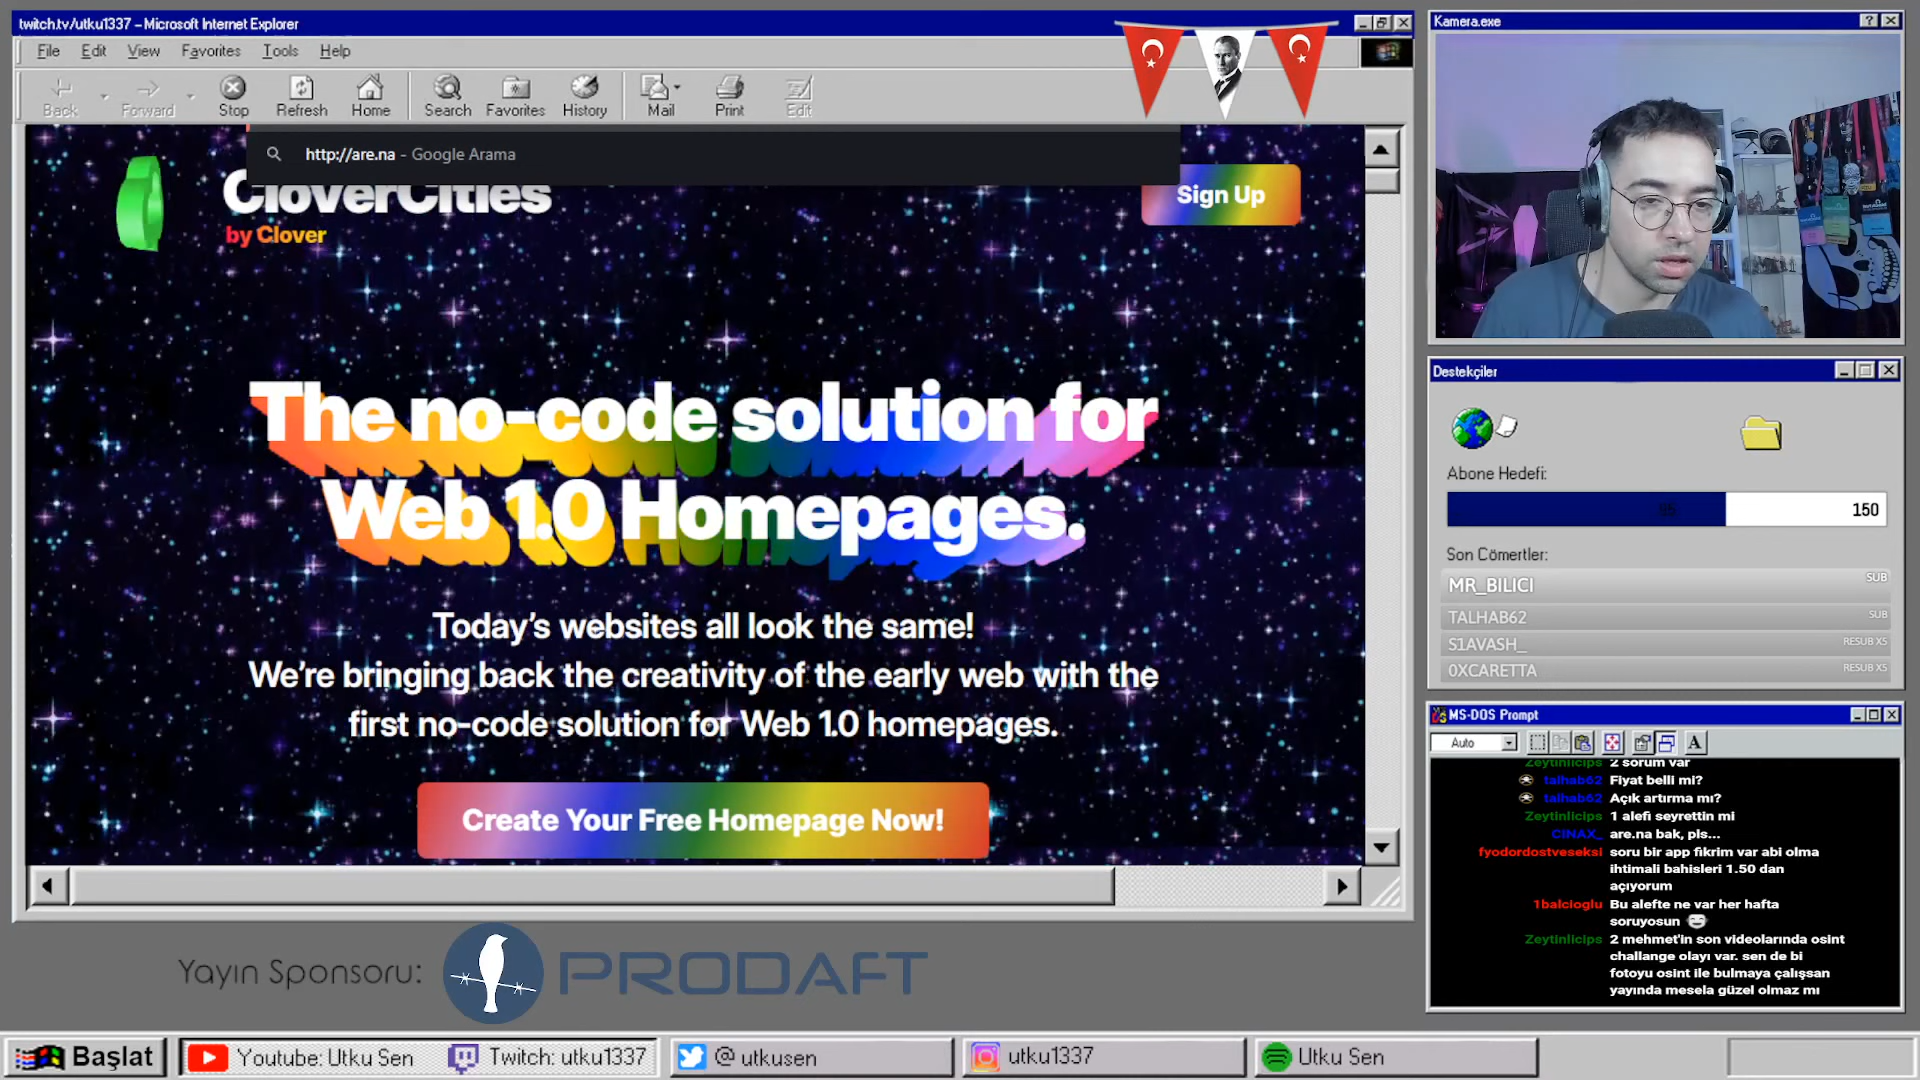 twitch.tv/utku1337 – Microsoft Internet Explorer
File Edit View Favorites Tools Help
Back Forward Stop Refresh Home Search Favorites History Mail Print Edit
http://are.na - Google Arama
CloverCities
by Clover
Sign Up
The no-code solution for
Web 1.0 Homepages.
Today's websites all look the same!
We're bringing back the creativity of the early web with the
first no-code solution for Web 1.0 homepages.
Create Your Free Homepage Now!
Yayın Sponsoru:
PRODAFT
Kamera.exe
Destekçiler
Abone Hedefi:
95 150
Son Cömertler:
MR_BILICI SUB
TALHAB62 SUB
S1AVASH_ RESUB X5
0XCARETTA RESUB X5
MS-DOS Prompt
Auto
A
Zeytinlicips 2 sorum var
talhab62 Fiyat belli mi?
talhab62 Açık artırma mı?
Zeytinlicips 1 alefi seyrettin mi
CINAX_ are.na bak, pls...
fyodordostveseksi soru bir app fikrim var abi olma
ihtimali bahisleri 1.50 dan
açıyorum
1balcioglu Bu alefte ne var her hafta
soruyosun
Zeytinlicips 2 mehmet'in son videolarında osint
challange olayı var. sen de bi
fotoyu osint ile bulmaya çalışsan
yayında mesela güzel olmaz mı
Başlat
Youtube: Utku Sen
Twitch: utku1337
@ utkusen
utku1337
Utku Sen